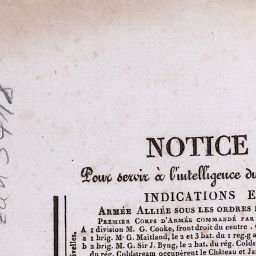 NOTICE
Pour servir à l'intelligence du
INDICATIONS E
ARMÉE ALLIÉE SOUS LES ORDRES
PREMIER CORPS D'ARMÉE COMMANDÉ PAR
A 1 division M. G. Cooke, front droit du centre.
a 1 brig. M. G. Maitland, le 2 et 3 bat. du 1 reg.
b 2 brig. M. G. Sir J. Byng, le 2 bat. du rég. Colds
du rég. Coldstream occupèrent le Château et Jar